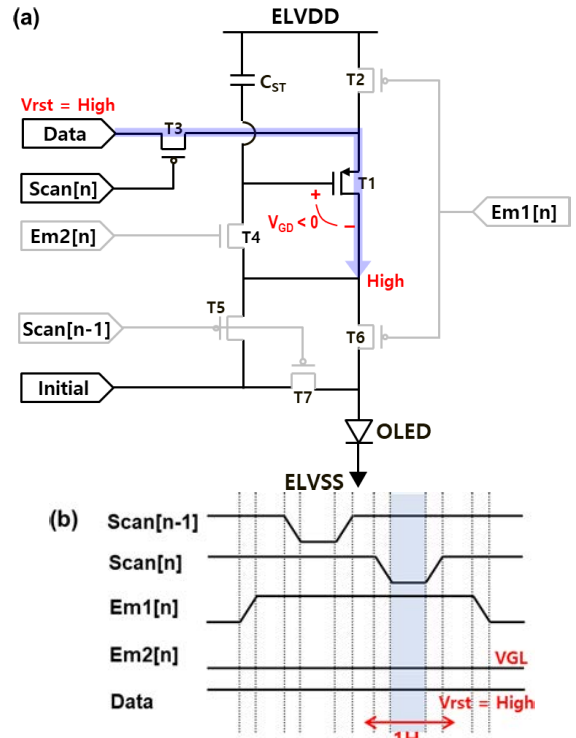 (a)
ELVDD
T2
C_ST
Vrst = High
Data
T3
Scan[n]
T1
+
V_GD < 0
−
Em1[n]
Em2[n]
T4
High
T5
Scan[n-1]
T6
Initial
T7
OLED
ELVSS
(b)
Scan[n-1]
Scan[n]
Em1[n]
Em2[n]
VGL
Data
Vrst = High
1H